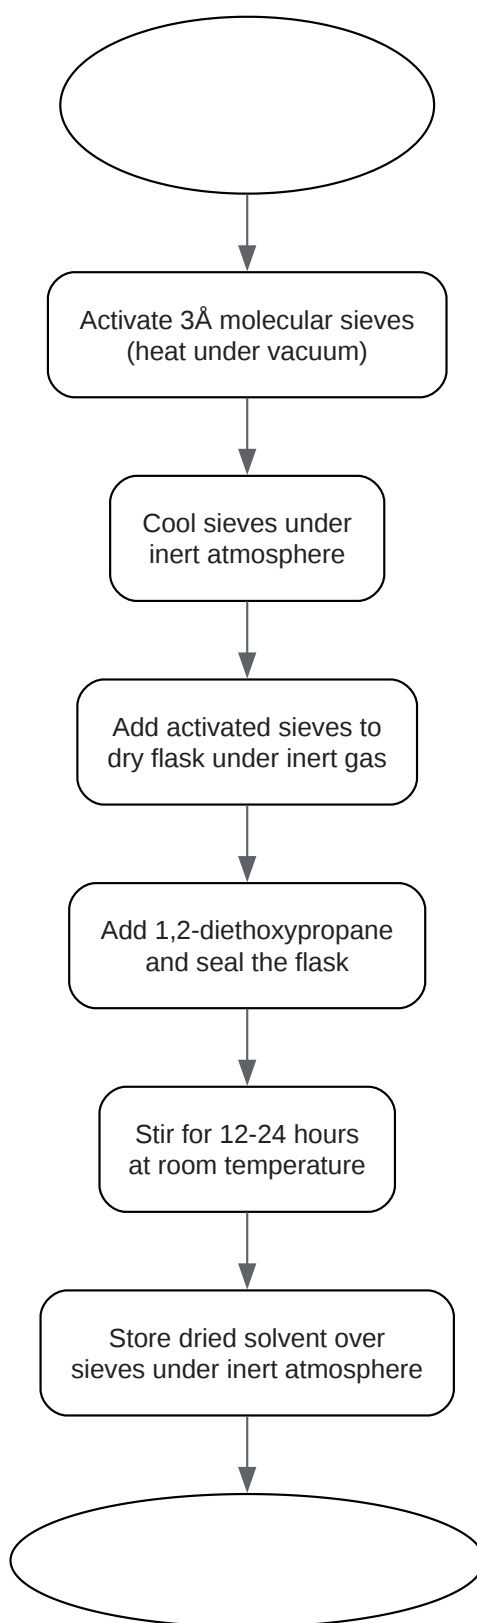 Activate 3Å molecular sieves
(heat under vacuum)
Cool sieves under
inert atmosphere
Add activated sieves to
dry flask under inert gas
Add 1,2-diethoxypropane
and seal the flask
Stir for 12-24 hours
at room temperature
Store dried solvent over
sieves under inert atmosphere